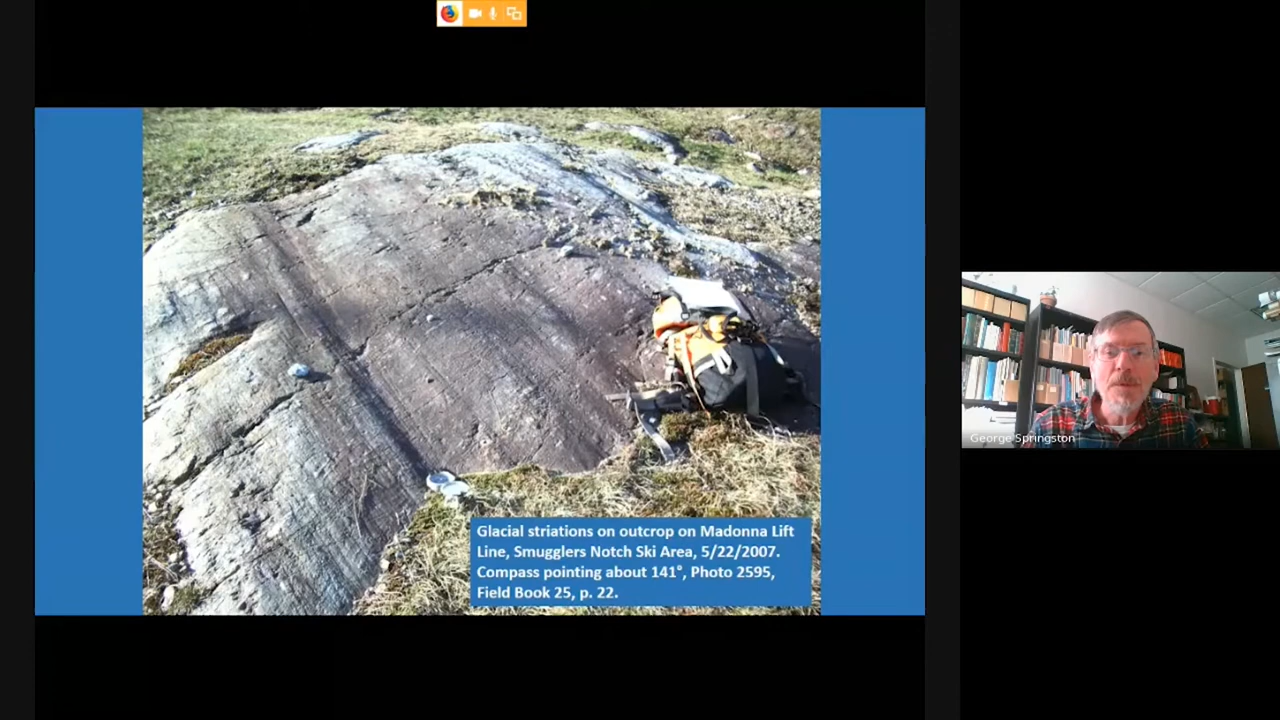 Glacial striations on outcrop on Madonna Lift
Line, Smugglers Notch Ski Area, 5/22/2007.
Compass pointing about 141°, Photo 2595,
Field Book 25, p. 22.
George Springston